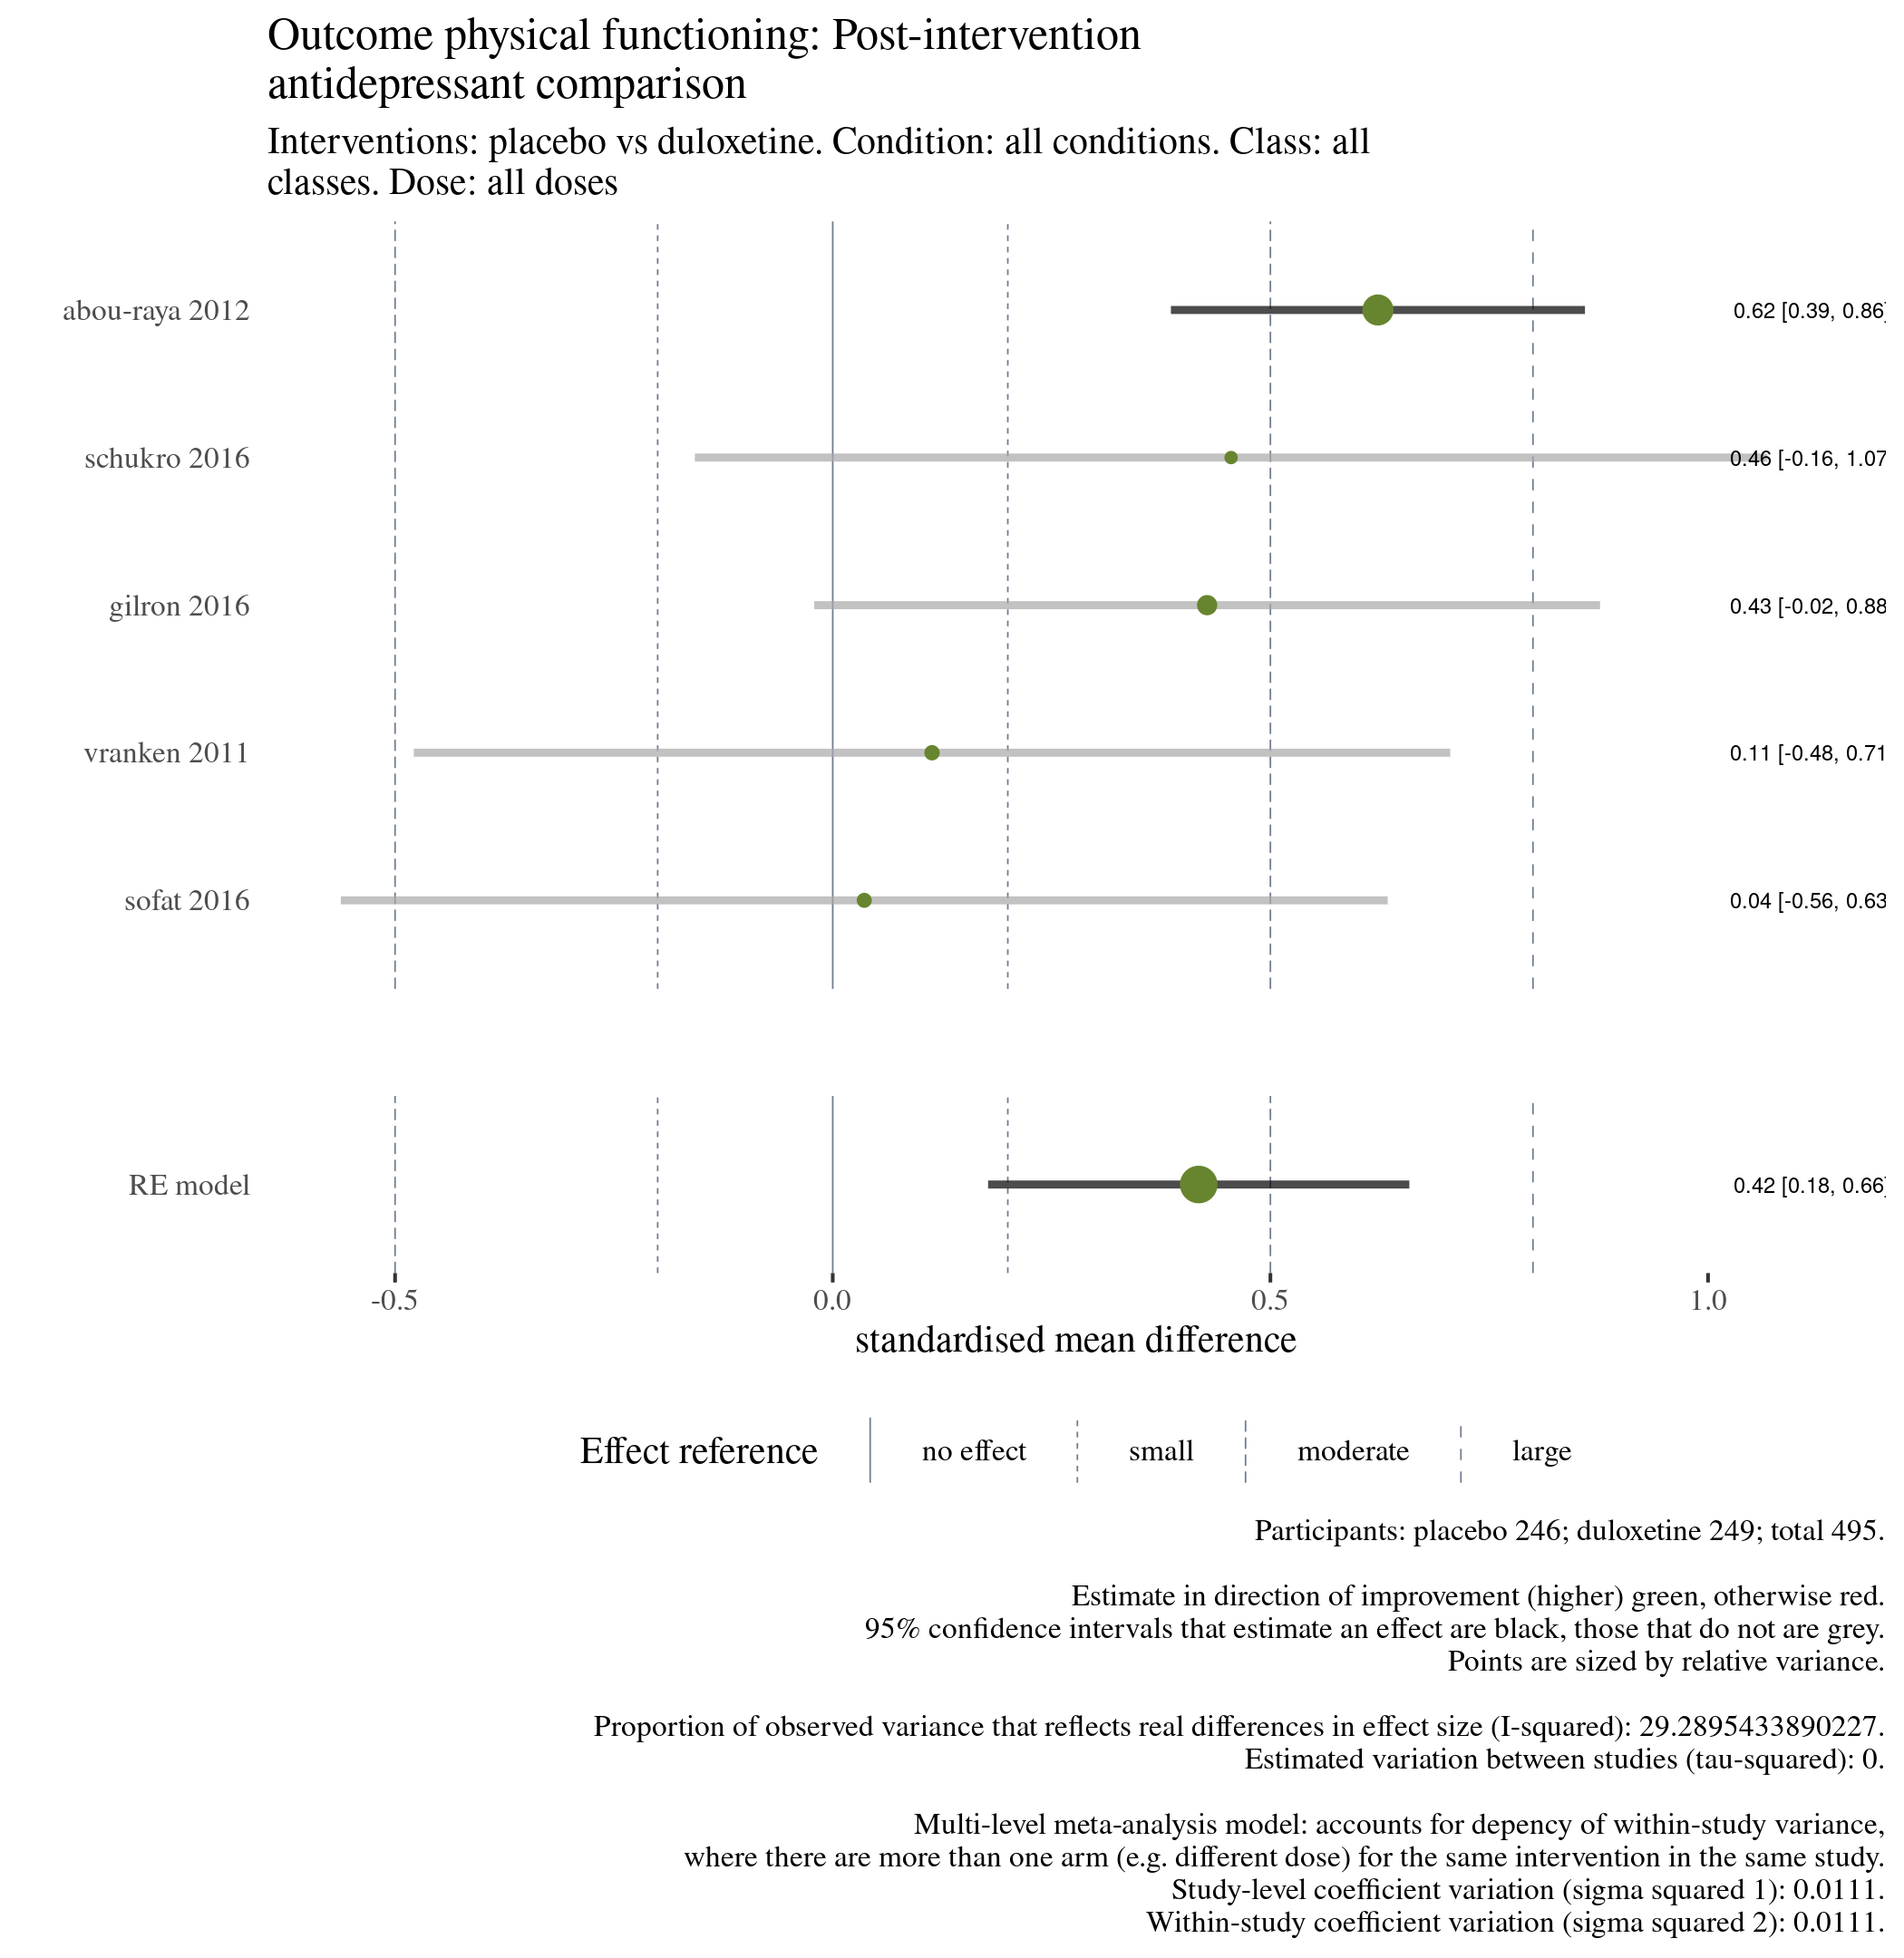 Outcome physical functioning: Post-intervention
antidepressant comparison
Interventions: placebo vs duloxetine. Condition: all conditions. Class: all
classes. Dose: all doses
abou-raya 2012 0.62 [0.39, 0.86]
schukro 2016 0.46 [-0.16, 1.07
gilron 2016 0.43 [-0.02, 0.88
vranken 2011 0.11 [-0.48, 0.71
sofat 2016 0.04 [-0.56, 0.63
RE model 0.42 [0.18, 0.66]
-0.5 0.0 0.5 1.0
standardised mean difference
Effect reference no effect small moderate large
Participants: placebo 246; duloxetine 249; total 495.
Estimate in direction of improvement (higher) green, otherwise red.
95% confidence intervals that estimate an effect are black, those that do not are grey.
Points are sized by relative variance.
Proportion of observed variance that reflects real differences in effect size (I-squared): 29.2895433890227.
Estimated variation between studies (tau-squared): 0.
Multi-level meta-analysis model: accounts for depency of within-study variance,
where there are more than one arm (e.g. different dose) for the same intervention in the same study.
Study-level coefficient variation (sigma squared 1): 0.0111.
Within-study coefficient variation (sigma squared 2): 0.0111.